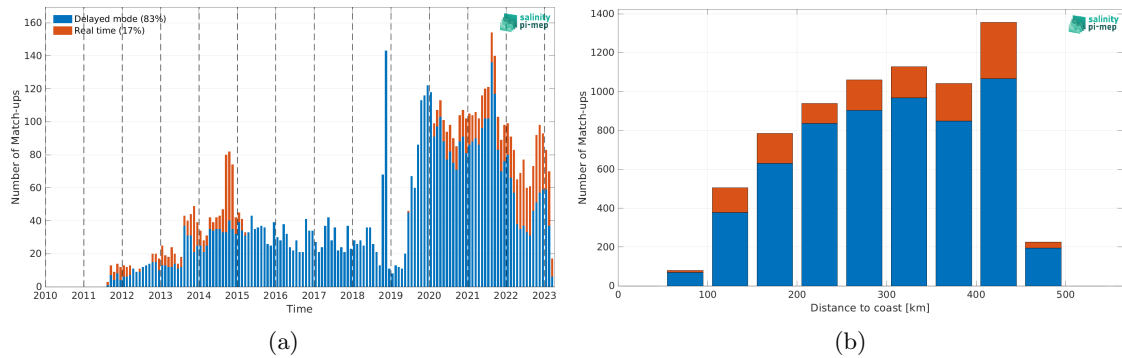 Delayed mode (83%)
Real time (17%)
salinity
pi-mep
160
140
120
100
80
60
40
20
0
Number of Match-ups
2010 2011 2012 2013 2014 2015 2016 2017 2018 2019 2020 2021 2022 2023
Time
(a)
salinity
pi-mep
1400
1200
1000
800
600
400
200
0
Number of Match-ups
0 100 200 300 400 500
Distance to coast [km]
(b)